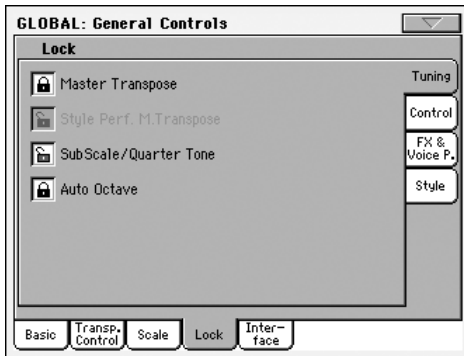 GLOBAL: General Controls
Lock
Master Transpose
Style Perf. M.Transpose
SubScale/Quarter Tone
Auto Octave
Tuning
Control
FX &
Voice P.
Style
Basic
Transp.
Control
Scale
Lock
Inter-
face